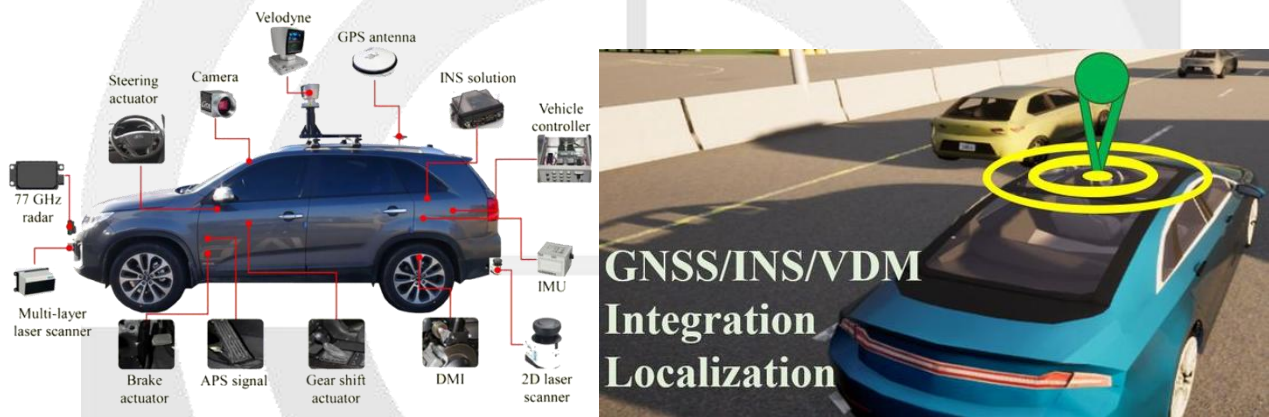 Velodyne
GPS antenna
Camera
INS solution
Steering
actuator
Vehicle
controller
77 GHz
radar
Multi-layer
laser scanner
IMU
Brake
actuator
APS signal
Gear shift
actuator
DMI
2D laser
scanner
GNSS/INS/VDM
Integration
Localization